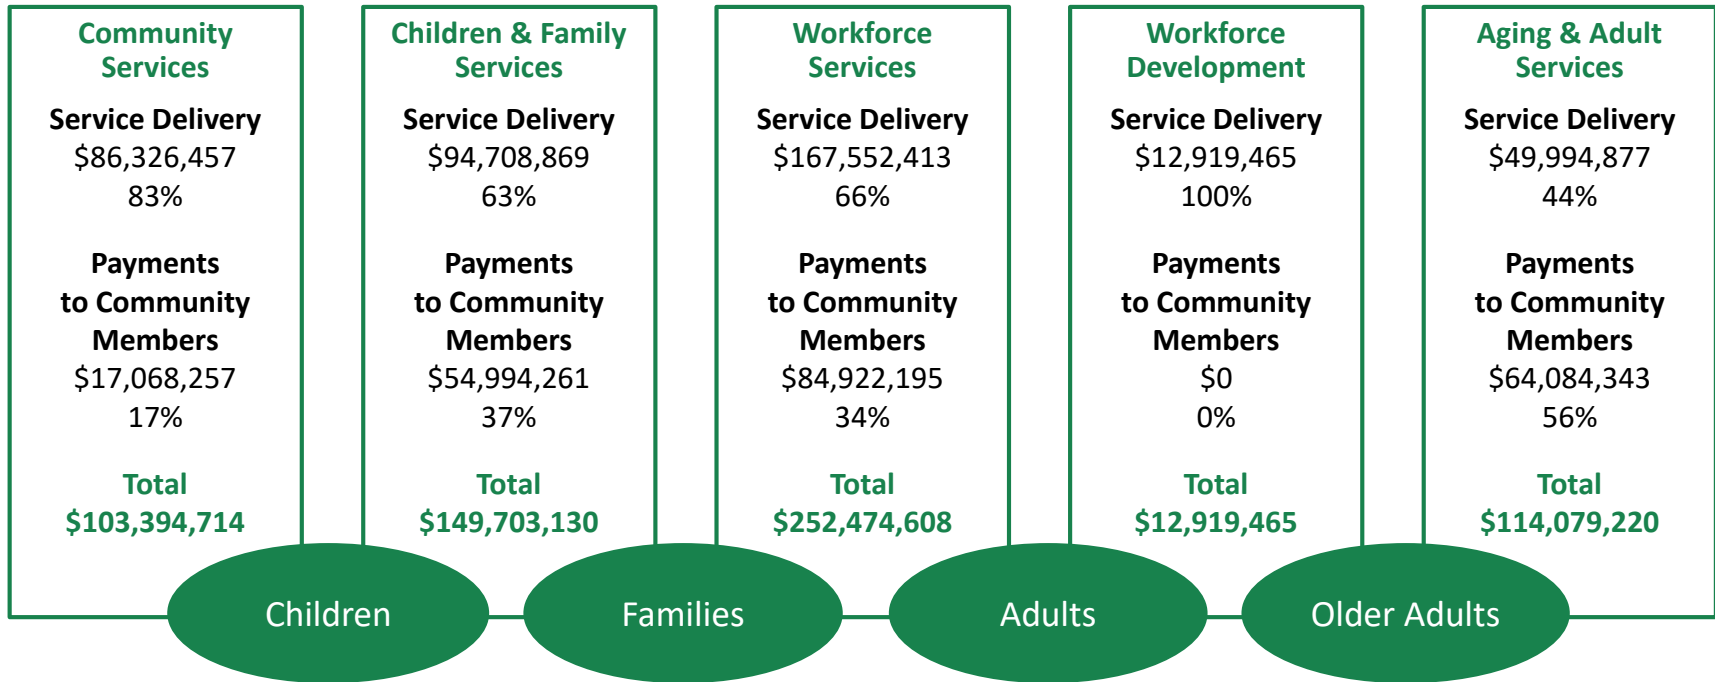 Community
Services
Service Delivery
$86,326,457
83%
Payments
to Community
Members
$17,068,257
17%
Total
$103,394,714
Children & Family
Services
Service Delivery
$94,708,869
63%
Payments
to Community
Members
$54,994,261
37%
Total
$149,703,130
Workforce
Services
Service Delivery
$167,552,413
66%
Payments
to Community
Members
$84,922,195
34%
Total
$252,474,608
Workforce
Development
Service Delivery
$12,919,465
100%
Payments
to Community
Members
$0
0%
Total
$12,919,465
Aging & Adult
Services
Service Delivery
$49,994,877
44%
Payments
to Community
Members
$64,084,343
56%
Total
$114,079,220
Children
Families
Adults
Older Adults